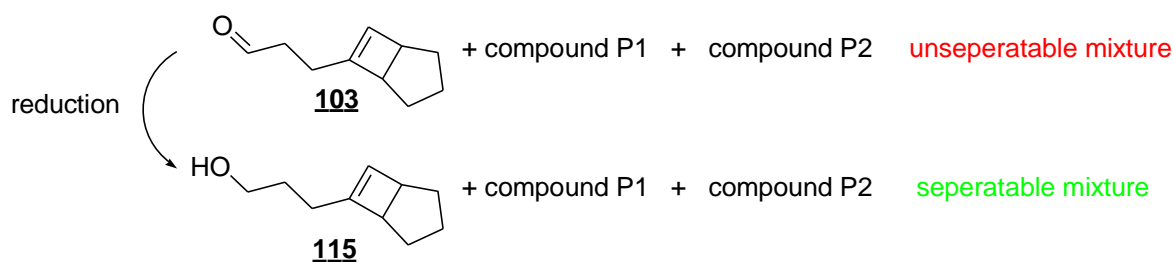 O
+ compound P1 + compound P2 unseperatable mixture
103
reduction
HO
+ compound P1 + compound P2 seperatable mixture
115